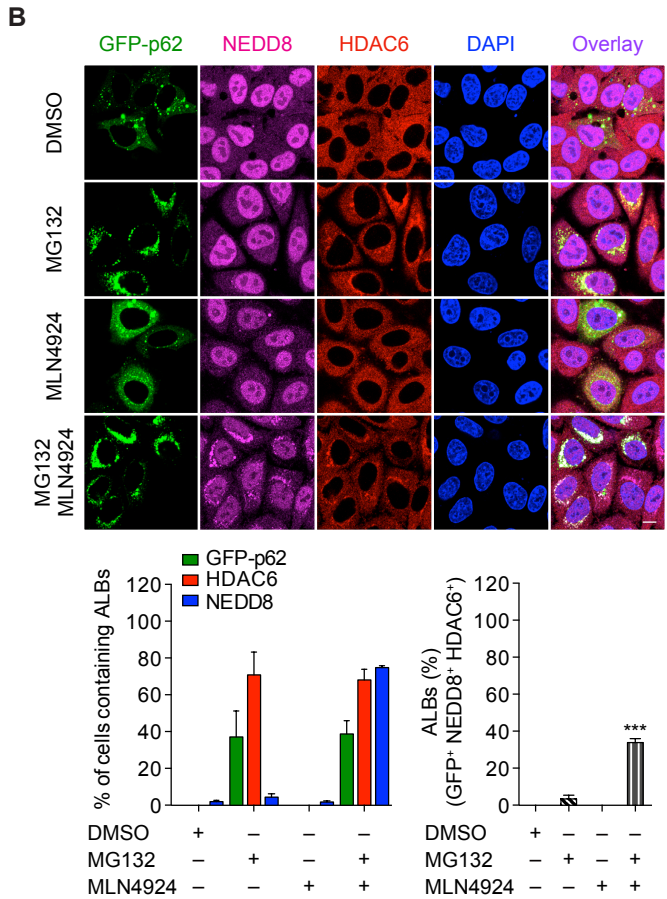 B
GFP-p62 NEDD8 HDAC6 DAPI Overlay
DMSO
MG132
MLN4924
MG132
MLN4924
GFP-p62
HDAC6
NEDD8
% of cells containing ALBs
120
100
80
60
40
20
0
DMSO + – – –
MG132 – + – +
MLN4924 – – + +
ALBs (%)
(GFP⁺ NEDD8⁺ HDAC6⁺)
120
100
80
60
40
20
0
***
DMSO + – – –
MG132 – + – +
MLN4924 – – + +